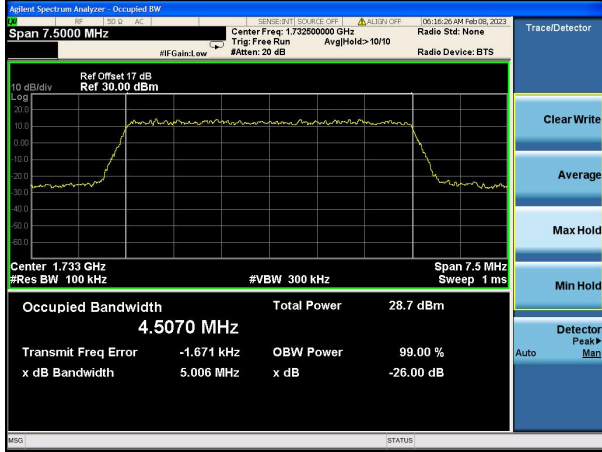 Agilent Spectrum Analyzer - Occupied BW
RF 50 Ω AC SENSE:INT SOURCE OFF ALIGN OFF 06:16:26 AM Feb 08, 2023
Span 7.5000 MHz Center Freq: 1.732500000 GHz Radio Std: None
Trig: Free Run Avg|Hold:>10/10
#IFGain:Low #Atten: 20 dB Radio Device: BTS
Trace/Detector
Ref Offset 17 dB
10 dB/div Ref 30.00 dBm
Log
20.0
10.0
0.00
-10.0
-20.0
-30.0
-40.0
-50.0
-60.0
Center 1.733 GHz Span 7.5 MHz
#Res BW 100 kHz #VBW 300 kHz Sweep 1 ms
Occupied Bandwidth Total Power 28.7 dBm
4.5070 MHz
Transmit Freq Error -1.671 kHz OBW Power 99.00 %
x dB Bandwidth 5.006 MHz x dB -26.00 dB
Clear Write
Average
Max Hold
Min Hold
Detector
Peak▶
Auto Man
MSG STATUS